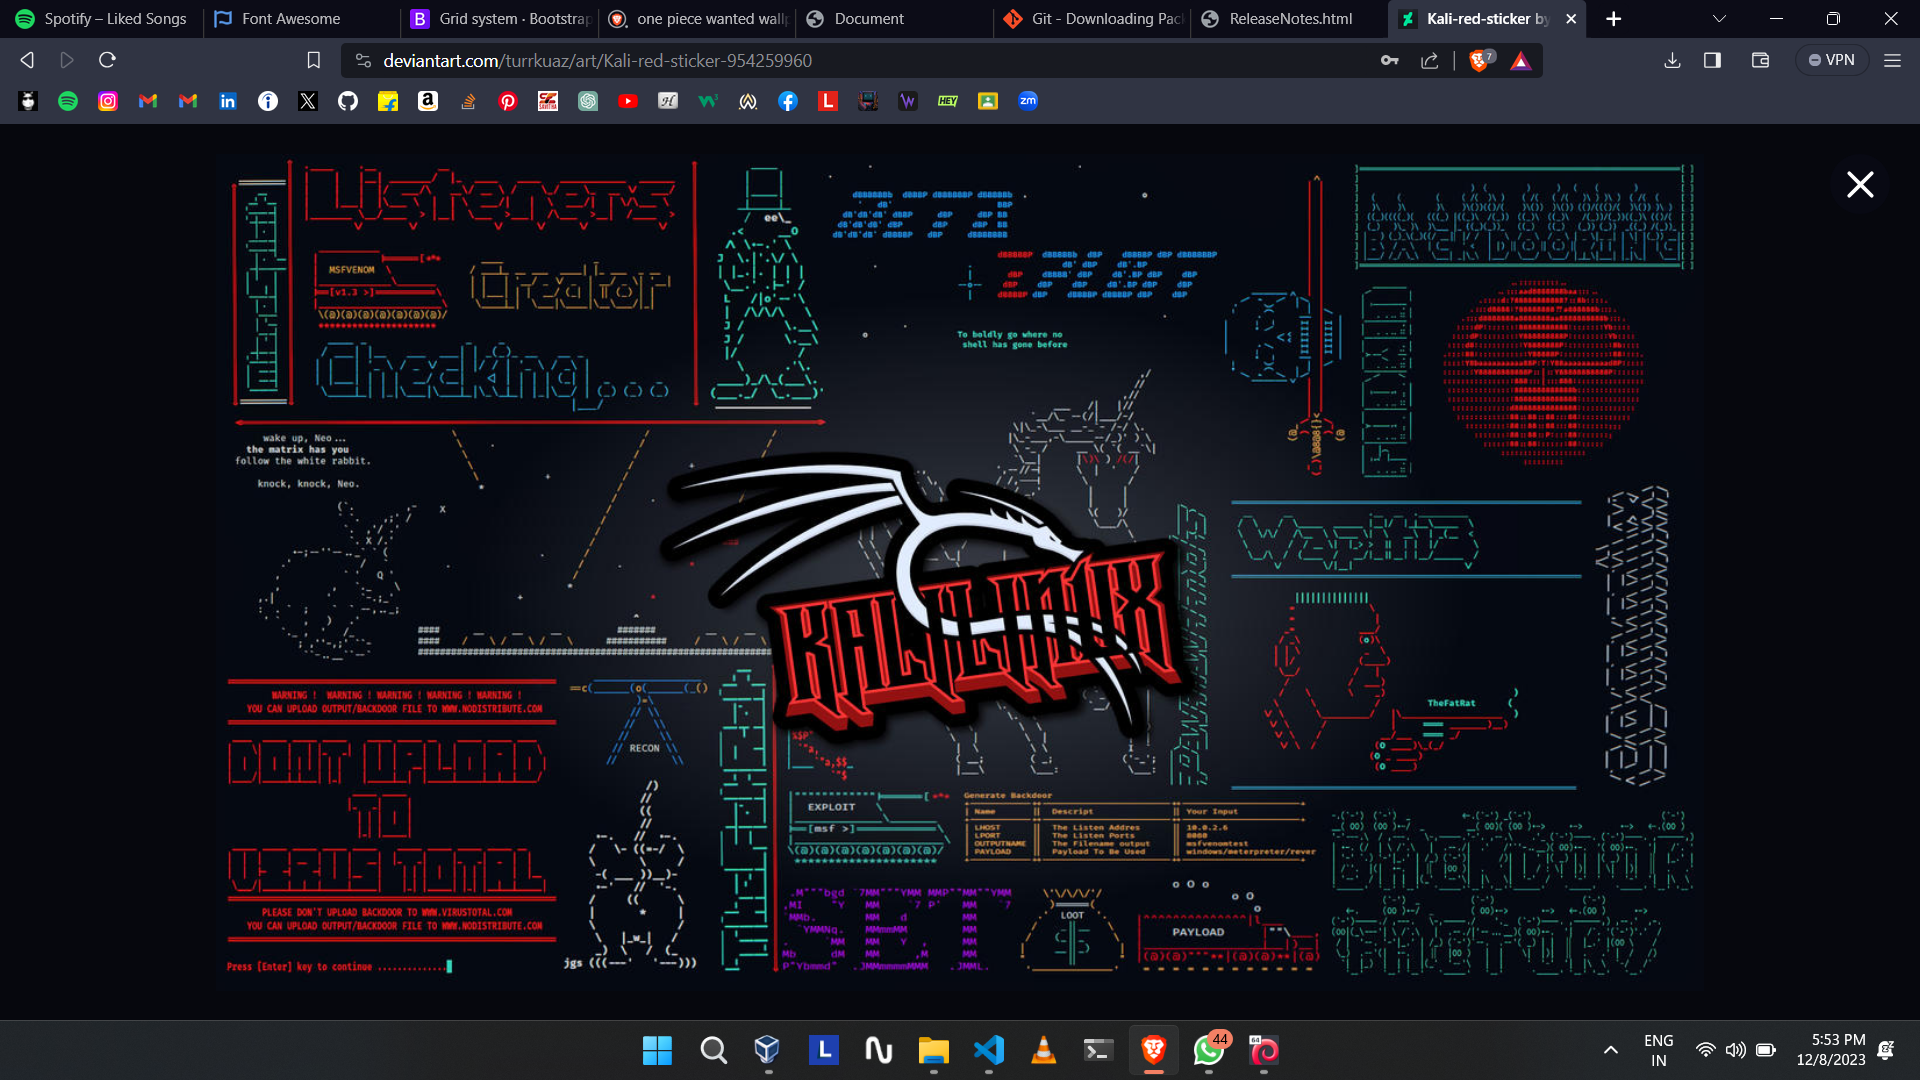 Spotify – Liked Songs
Font Awesome
Grid system · Bootstrap
one piece wanted wallp
Document
Git - Downloading Pac
ReleaseNotes.html
Kali-red-sticker by
deviantart.com/turrkuaz/art/Kali-red-sticker-954259960
7
VPN
Listeners
MSFVENOM
[v1.3 >]
Creator
Checking...
To boldly go where no
shell has gone before
BACKDOORING
wake up, Neo...
the matrix has you
follow the white rabbit.
knock, knock, Neo.
KALI LINUX
TheFatRat
WARNING ! WARNING ! WARNING ! WARNING ! WARNING !
YOU CAN UPLOAD OUTPUT/BACKDOOR FILE TO WWW.NODISTRIBUTE.COM
DONT UPLOAD
TO
VIRUS TOTAL
PLEASE DON'T UPLOAD BACKDOOR TO WWW.VIRUSTOTAL.COM
YOU CAN UPLOAD OUTPUT/BACKDOOR FILE TO WWW.NODISTRIBUTE.COM
Press [Enter] key to continue ..............
RECON
jgs
EXPLOIT
[msf >]
Generate Backdoor
Name Descript Your Input
LHOST The Listen Addres 10.0.2.6
LPORT The Listen Ports 8080
OUTPUTNAME The Filename output msfvenomtest
PAYLOAD Payload To Be Used windows/meterpreter/rever
SET
LOOT
PAYLOAD
BACKDOOR
FACTORY
44
64
ENG
IN
5:53 PM
12/8/2023